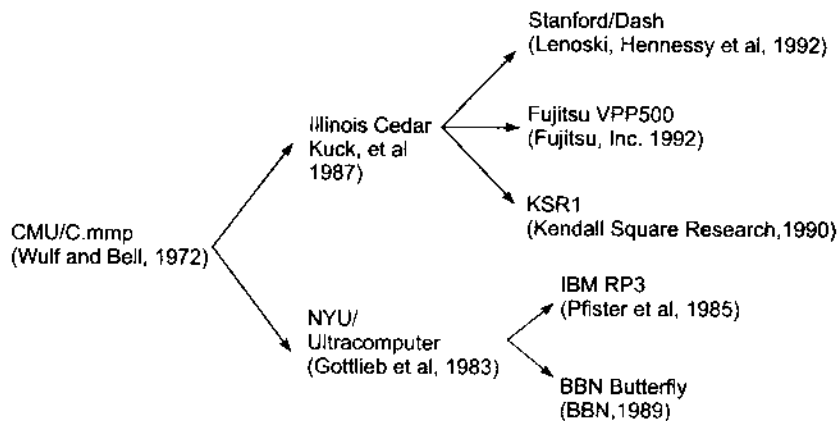 Stanford/Dash
(Lenoski, Hennessy et al, 1992)
Illinois Cedar
Kuck, et al
1987)
Fujitsu VPP500
(Fujitsu, Inc. 1992)
KSR1
(Kendall Square Research,1990)
CMU/C.mmp
(Wulf and Bell, 1972)
NYU/
Ultracomputer
(Gottlieb et al, 1983)
IBM RP3
(Pfister et al, 1985)
BBN Butterfly
(BBN,1989)